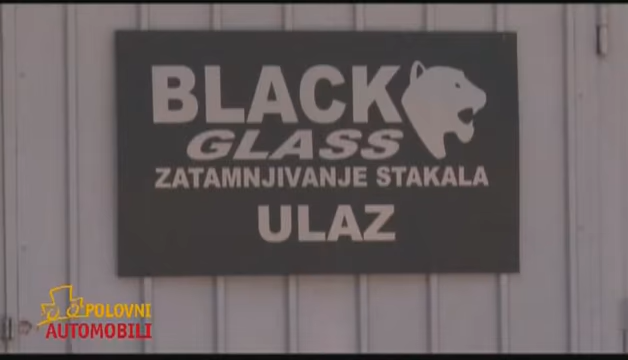 BLACK
GLASS
ZATAMNJIVANJE STAKALA
ULAZ
POLOVNI
AUTOMOBILI